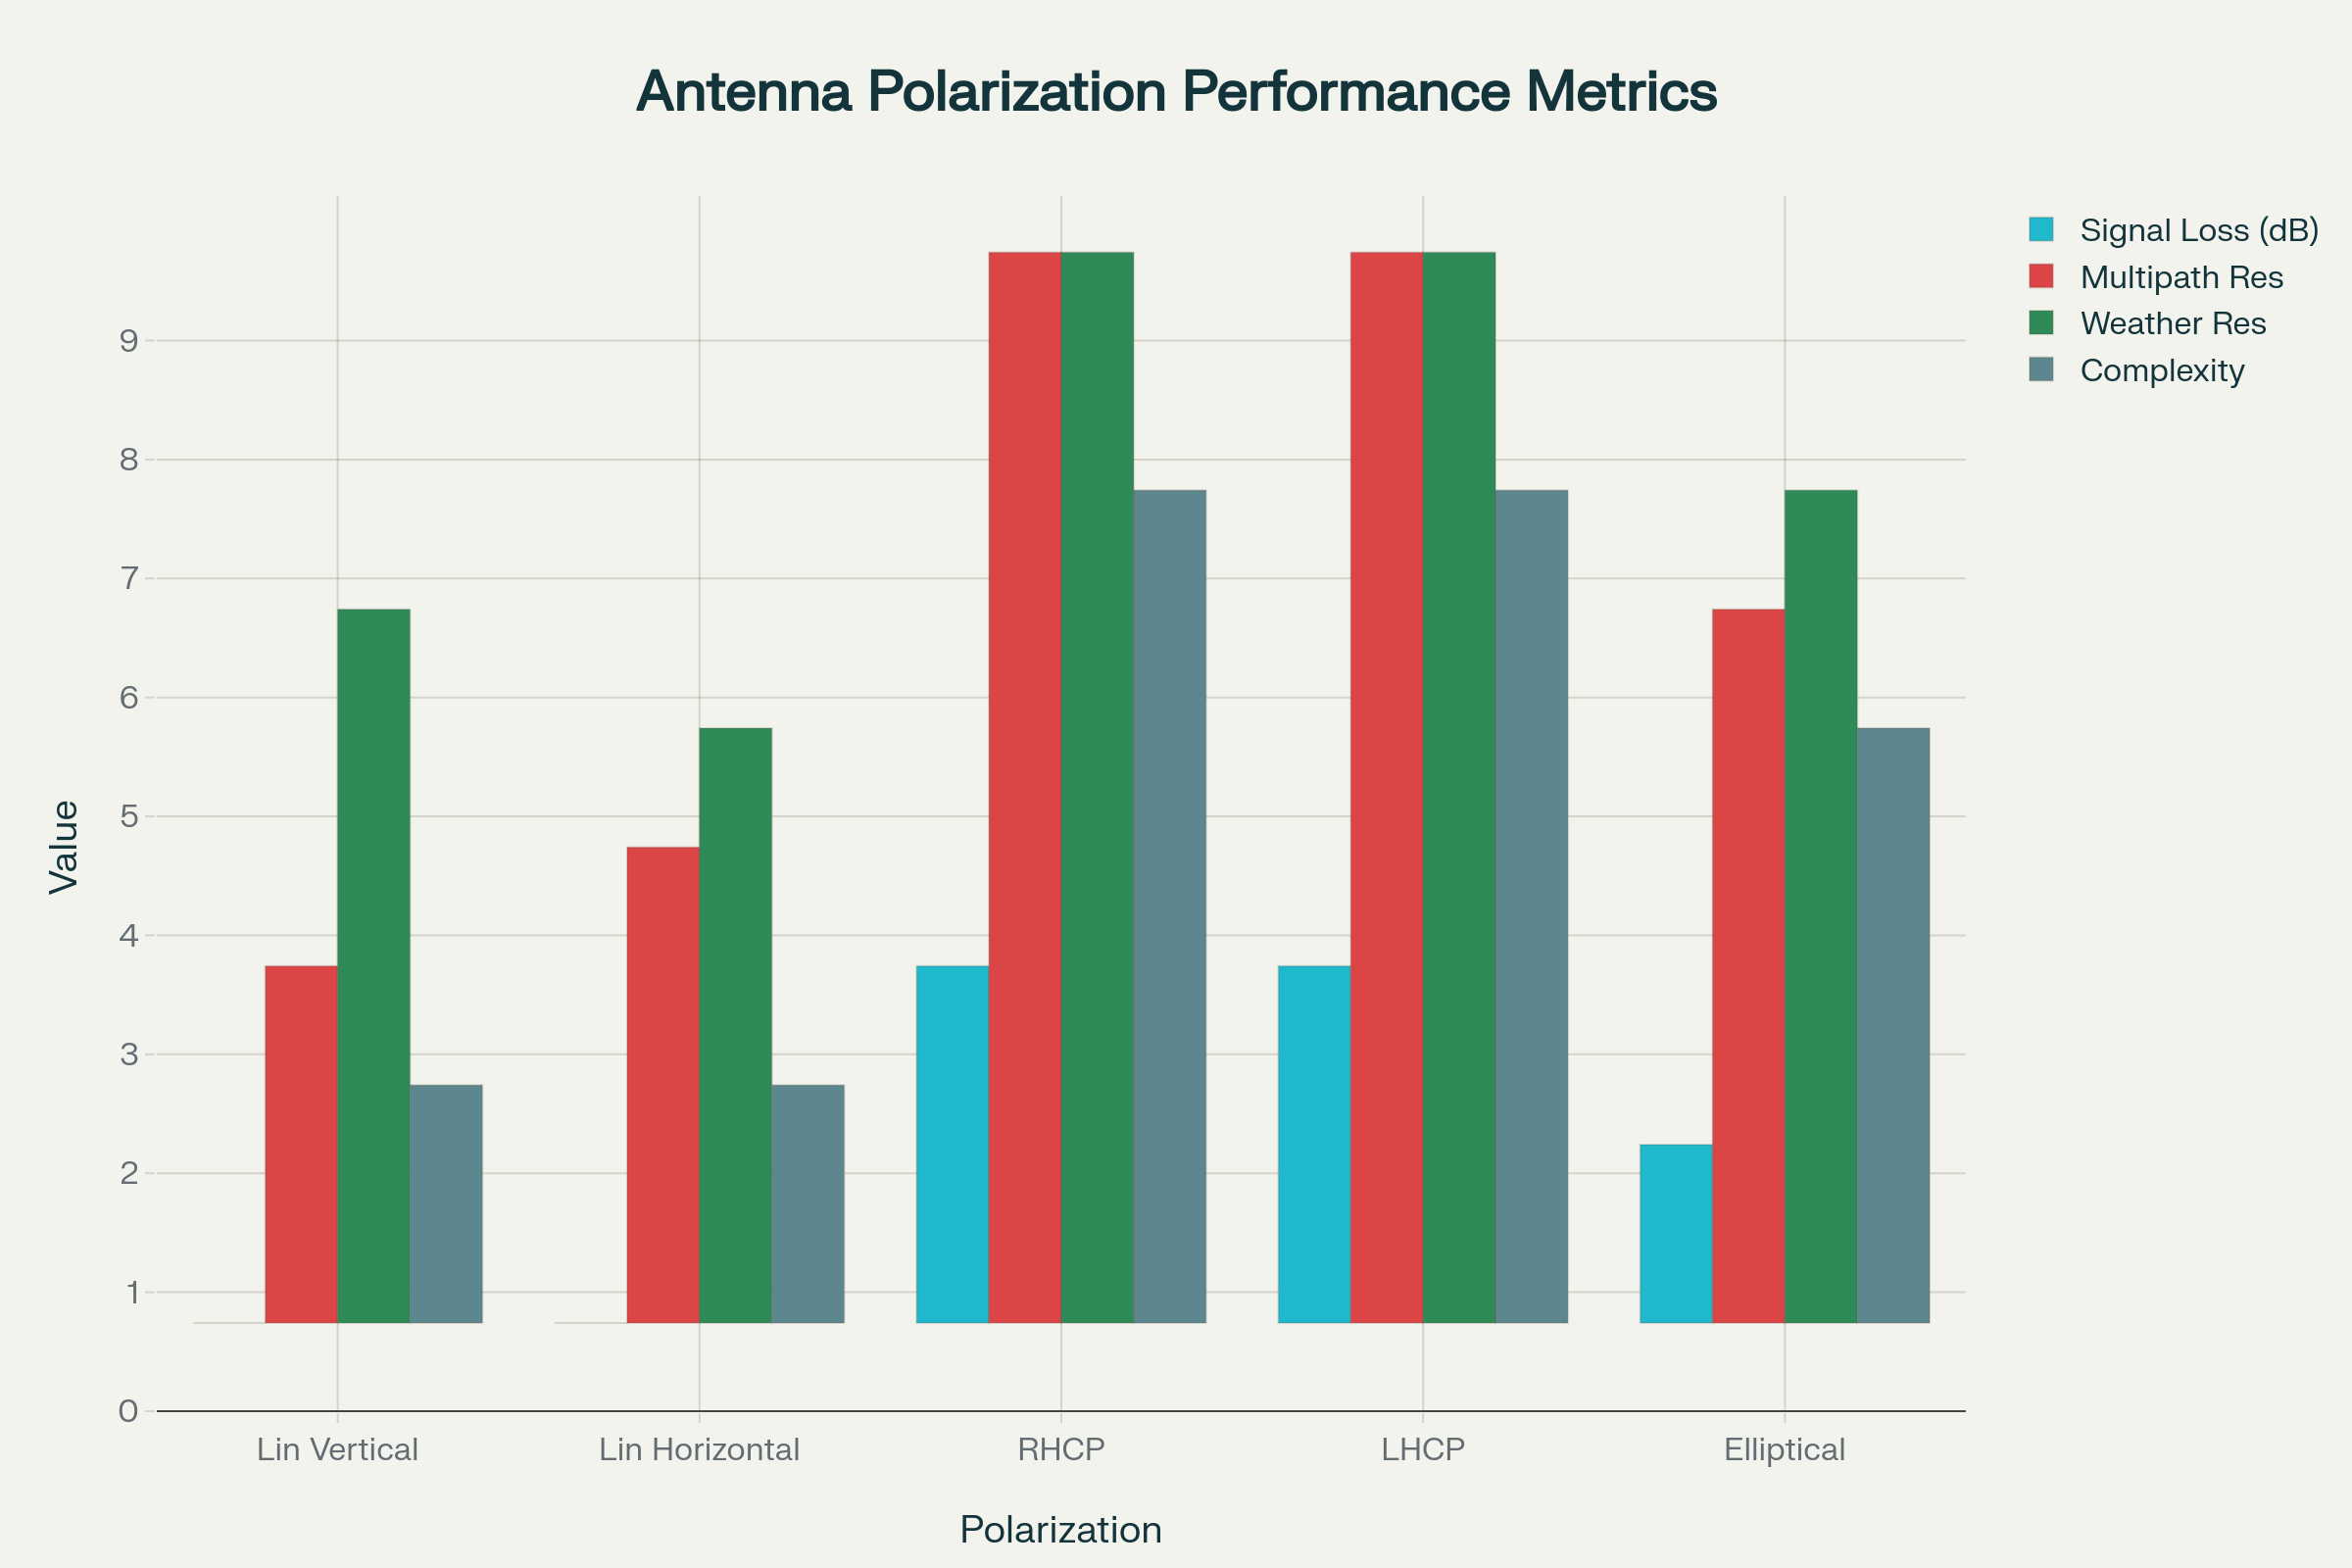 Antenna Polarization Performance Metrics
Signal Loss (dB)
Multipath Res
Weather Res
Complexity
9
8
7
6
5
4
3
2
1
0
Value
Lin Vertical
Lin Horizontal
RHCP
LHCP
Elliptical
Polarization